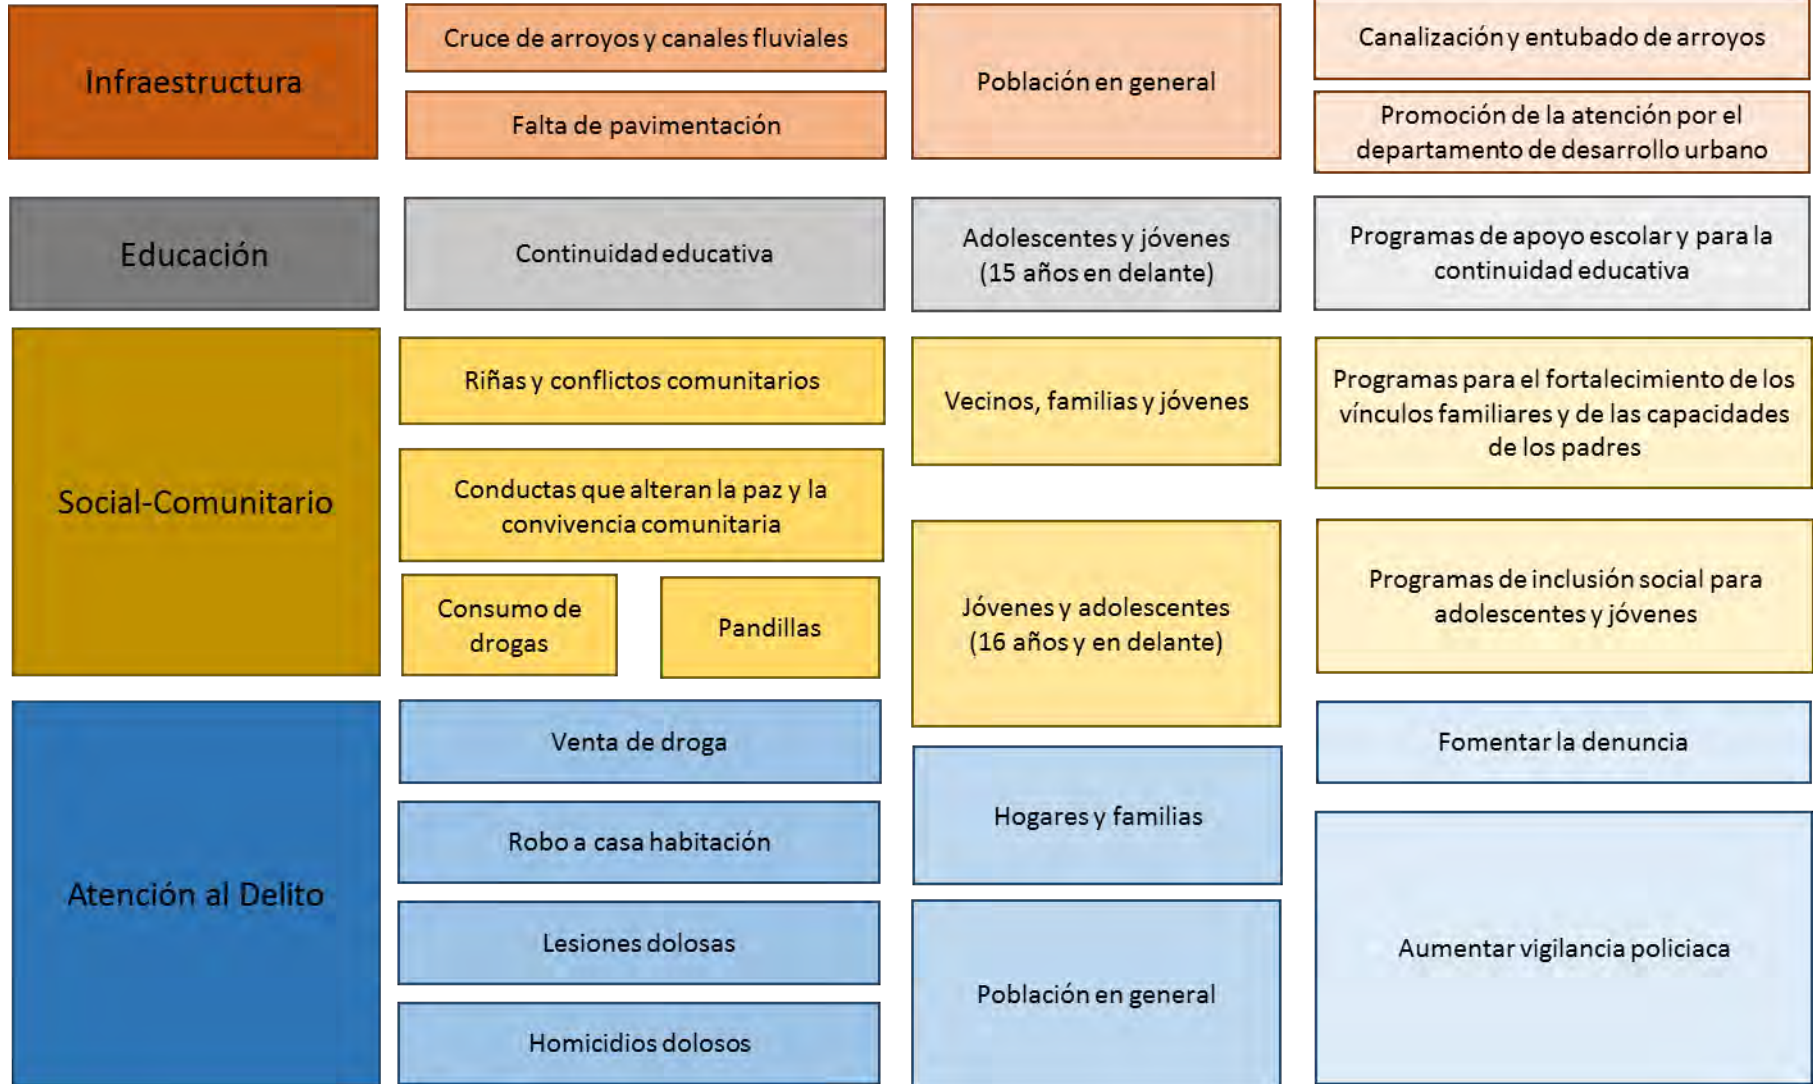 Infraestructura
Cruce de arroyos y canales fluviales
Falta de pavimentación
Población en general
Canalización y entubado de arroyos
Promoción de la atención por el
departamento de desarrollo urbano
Educación
Continuidad educativa
Adolescentes y jóvenes
(15 años en delante)
Programas de apoyo escolar y para la
continuidad educativa
Social-Comunitario
Riñas y conflictos comunitarios
Conductas que alteran la paz y la
convivencia comunitaria
Consumo de
drogas
Pandillas
Vecinos, familias y jóvenes
Jóvenes y adolescentes
(16 años y en delante)
Programas para el fortalecimiento de los
vínculos familiares y de las capacidades
de los padres
Programas de inclusión social para
adolescentes y jóvenes
Atención al Delito
Venta de droga
Robo a casa habitación
Lesiones dolosas
Homicidios dolosos
Hogares y familias
Población en general
Fomentar la denuncia
Aumentar vigilancia policiaca